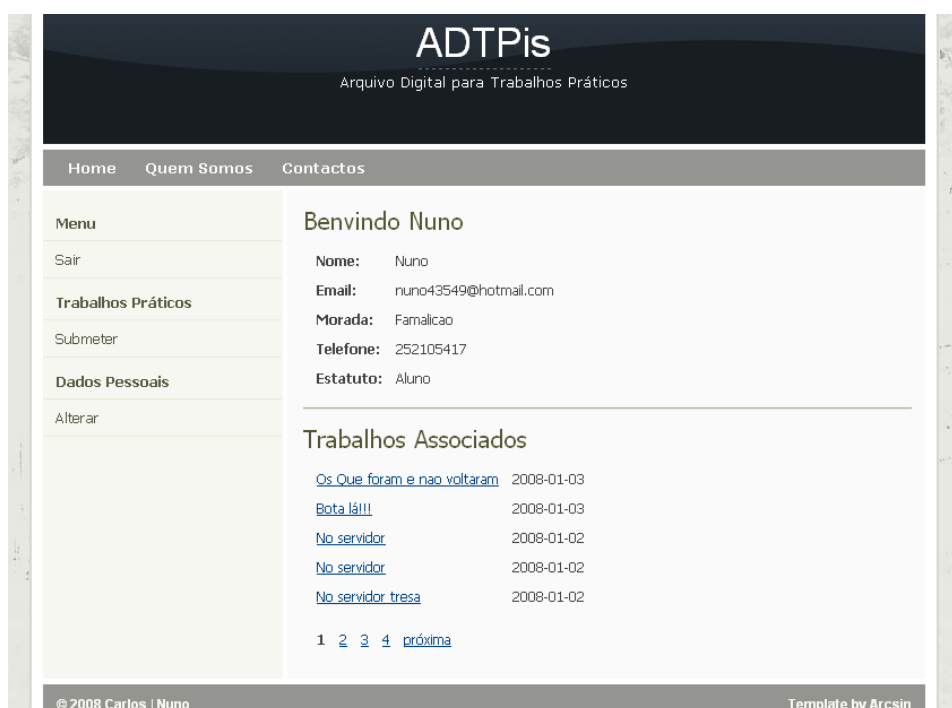 ADTPis
Arquivo Digital para Trabalhos Práticos
Home Quem Somos Contactos
Menu
Sair
Trabalhos Práticos
Submeter
Dados Pessoais
Alterar
Benvindo Nuno
Nome: Nuno
Email: nuno43549@hotmail.com
Morada: Famalicao
Telefone: 252105417
Estatuto: Aluno
Trabalhos Associados
Os Que foram e nao voltaram 2008-01-03
Bota lá!!! 2008-01-03
No servidor 2008-01-02
No servidor 2008-01-02
No servidor tresa 2008-01-02
1 2 3 4 próxima
© 2008 Carlos | Nuno Template by Arcsin